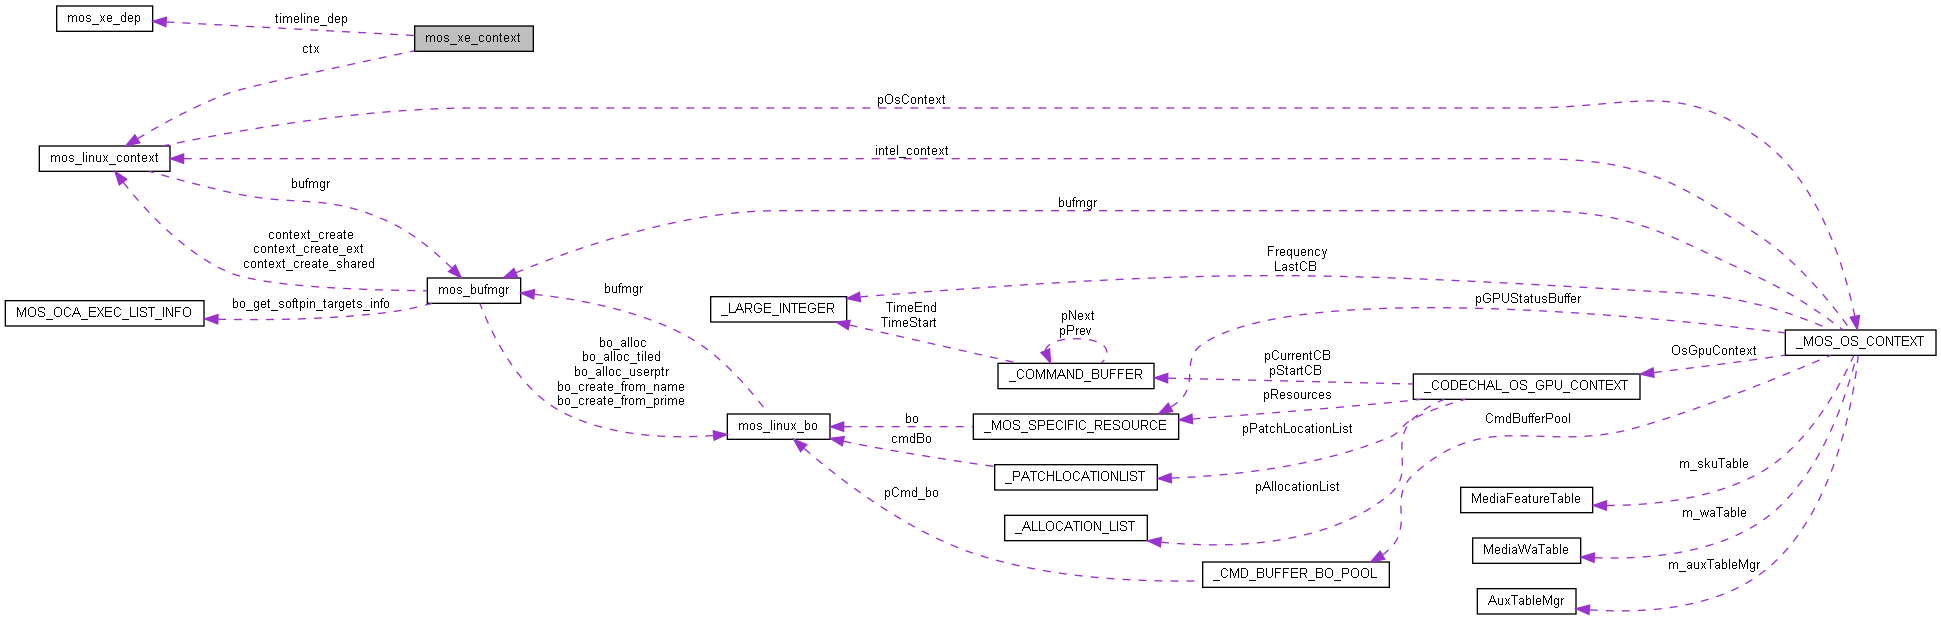 mos_xe_dep
timeline_dep
mos_xe_context
ctx
pOsContext
mos_linux_context
intel_context
bufmgr
bufmgr
context_create
context_create_ext
context_create_shared
Frequency
LastCB
mos_bufmgr
bufmgr
MOS_OCA_EXEC_LIST_INFO
bo_get_softpin_targets_info
_LARGE_INTEGER
TimeEnd
TimeStart
pNext
pPrev
pGPUStatusBuffer
_MOS_OS_CONTEXT
OsGpuContext
bo_alloc
bo_alloc_tiled
bo_alloc_userptr
bo_create_from_name
bo_create_from_prime
_COMMAND_BUFFER
pCurrentCB
pStartCB
_CODECHAL_OS_GPU_CONTEXT
pResources
mos_linux_bo
bo
cmdBo
_MOS_SPECIFIC_RESOURCE
pPatchLocationList
CmdBufferPool
_PATCHLOCATIONLIST
m_skuTable
pCmd_bo
pAllocationList
MediaFeatureTable
_ALLOCATION_LIST
m_waTable
MediaWaTable
_CMD_BUFFER_BO_POOL
m_auxTableMgr
AuxTableMgr